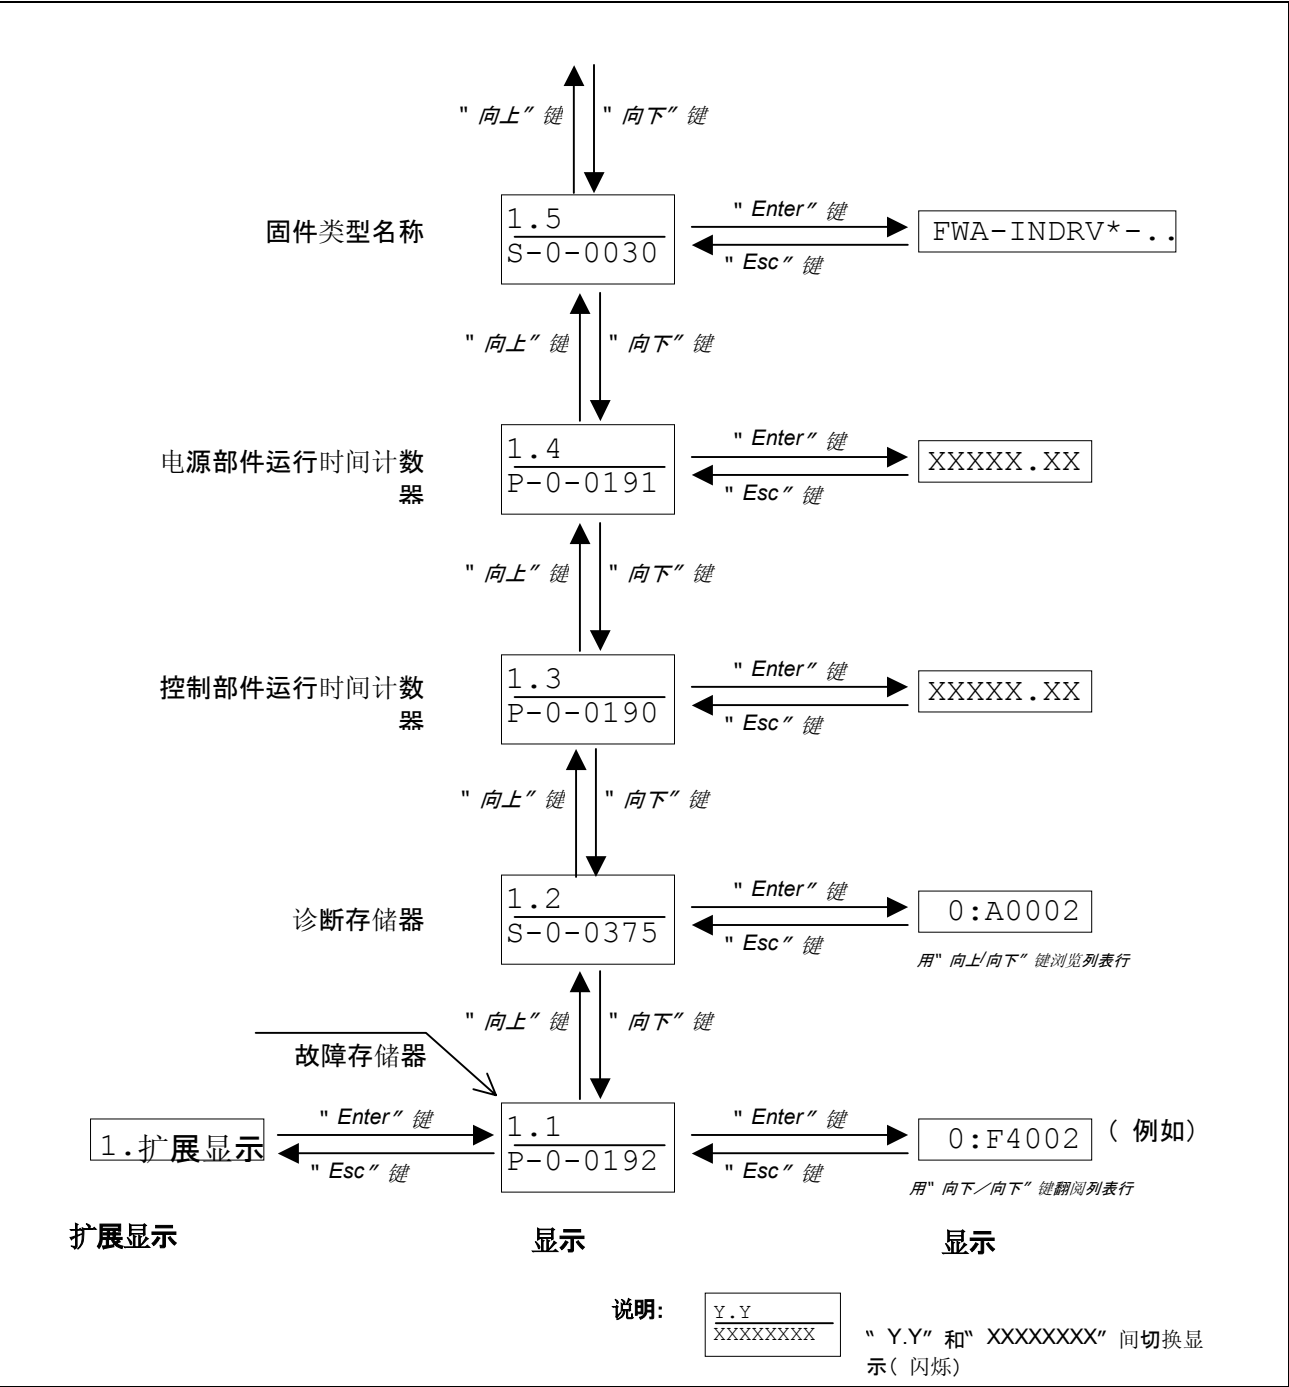 " 向上" 键 " 向下" 键
固件类型名称
1.5
S-0-0030
" Enter" 键
" Esc" 键
FWA-INDRV*-..
" 向上" 键 " 向下" 键
电源部件运行时间计数
器
1.4
P-0-0191
" Enter" 键
" Esc" 键
XXXXX.XX
" 向上" 键 " 向下" 键
控制部件运行时间计数
器
1.3
P-0-0190
" Enter" 键
" Esc" 键
XXXXX.XX
" 向上" 键 " 向下" 键
诊断存储器
1.2
S-0-0375
" Enter" 键
" Esc" 键
0:A0002
用" 向上/向下" 键浏览列表行
" 向上" 键 " 向下" 键
故障存储器
1.扩展显示
" Enter" 键
" Esc" 键
1.1
P-0-0192
" Enter" 键
" Esc" 键
0:F4002 ( 例如)
用" 向下／向下" 键翻阅列表行
扩展显示 显示 显示
说明:
Y.Y
XXXXXXXX
" Y.Y" 和" XXXXXXXX" 间切换显
示( 闪烁)